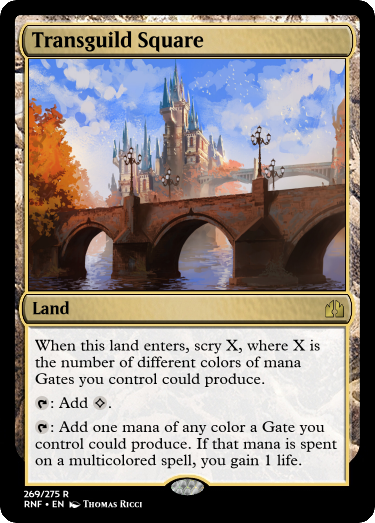 Transguild Square
Land
When this land enters, scry X, where X is
the number of different colors of mana
Gates you control could produce.
: Add .
: Add one mana of any color a Gate you
control could produce. If that mana is spent
on a multicolored spell, you gain 1 life.
269/275 R
RNF • EN Thomas Ricci